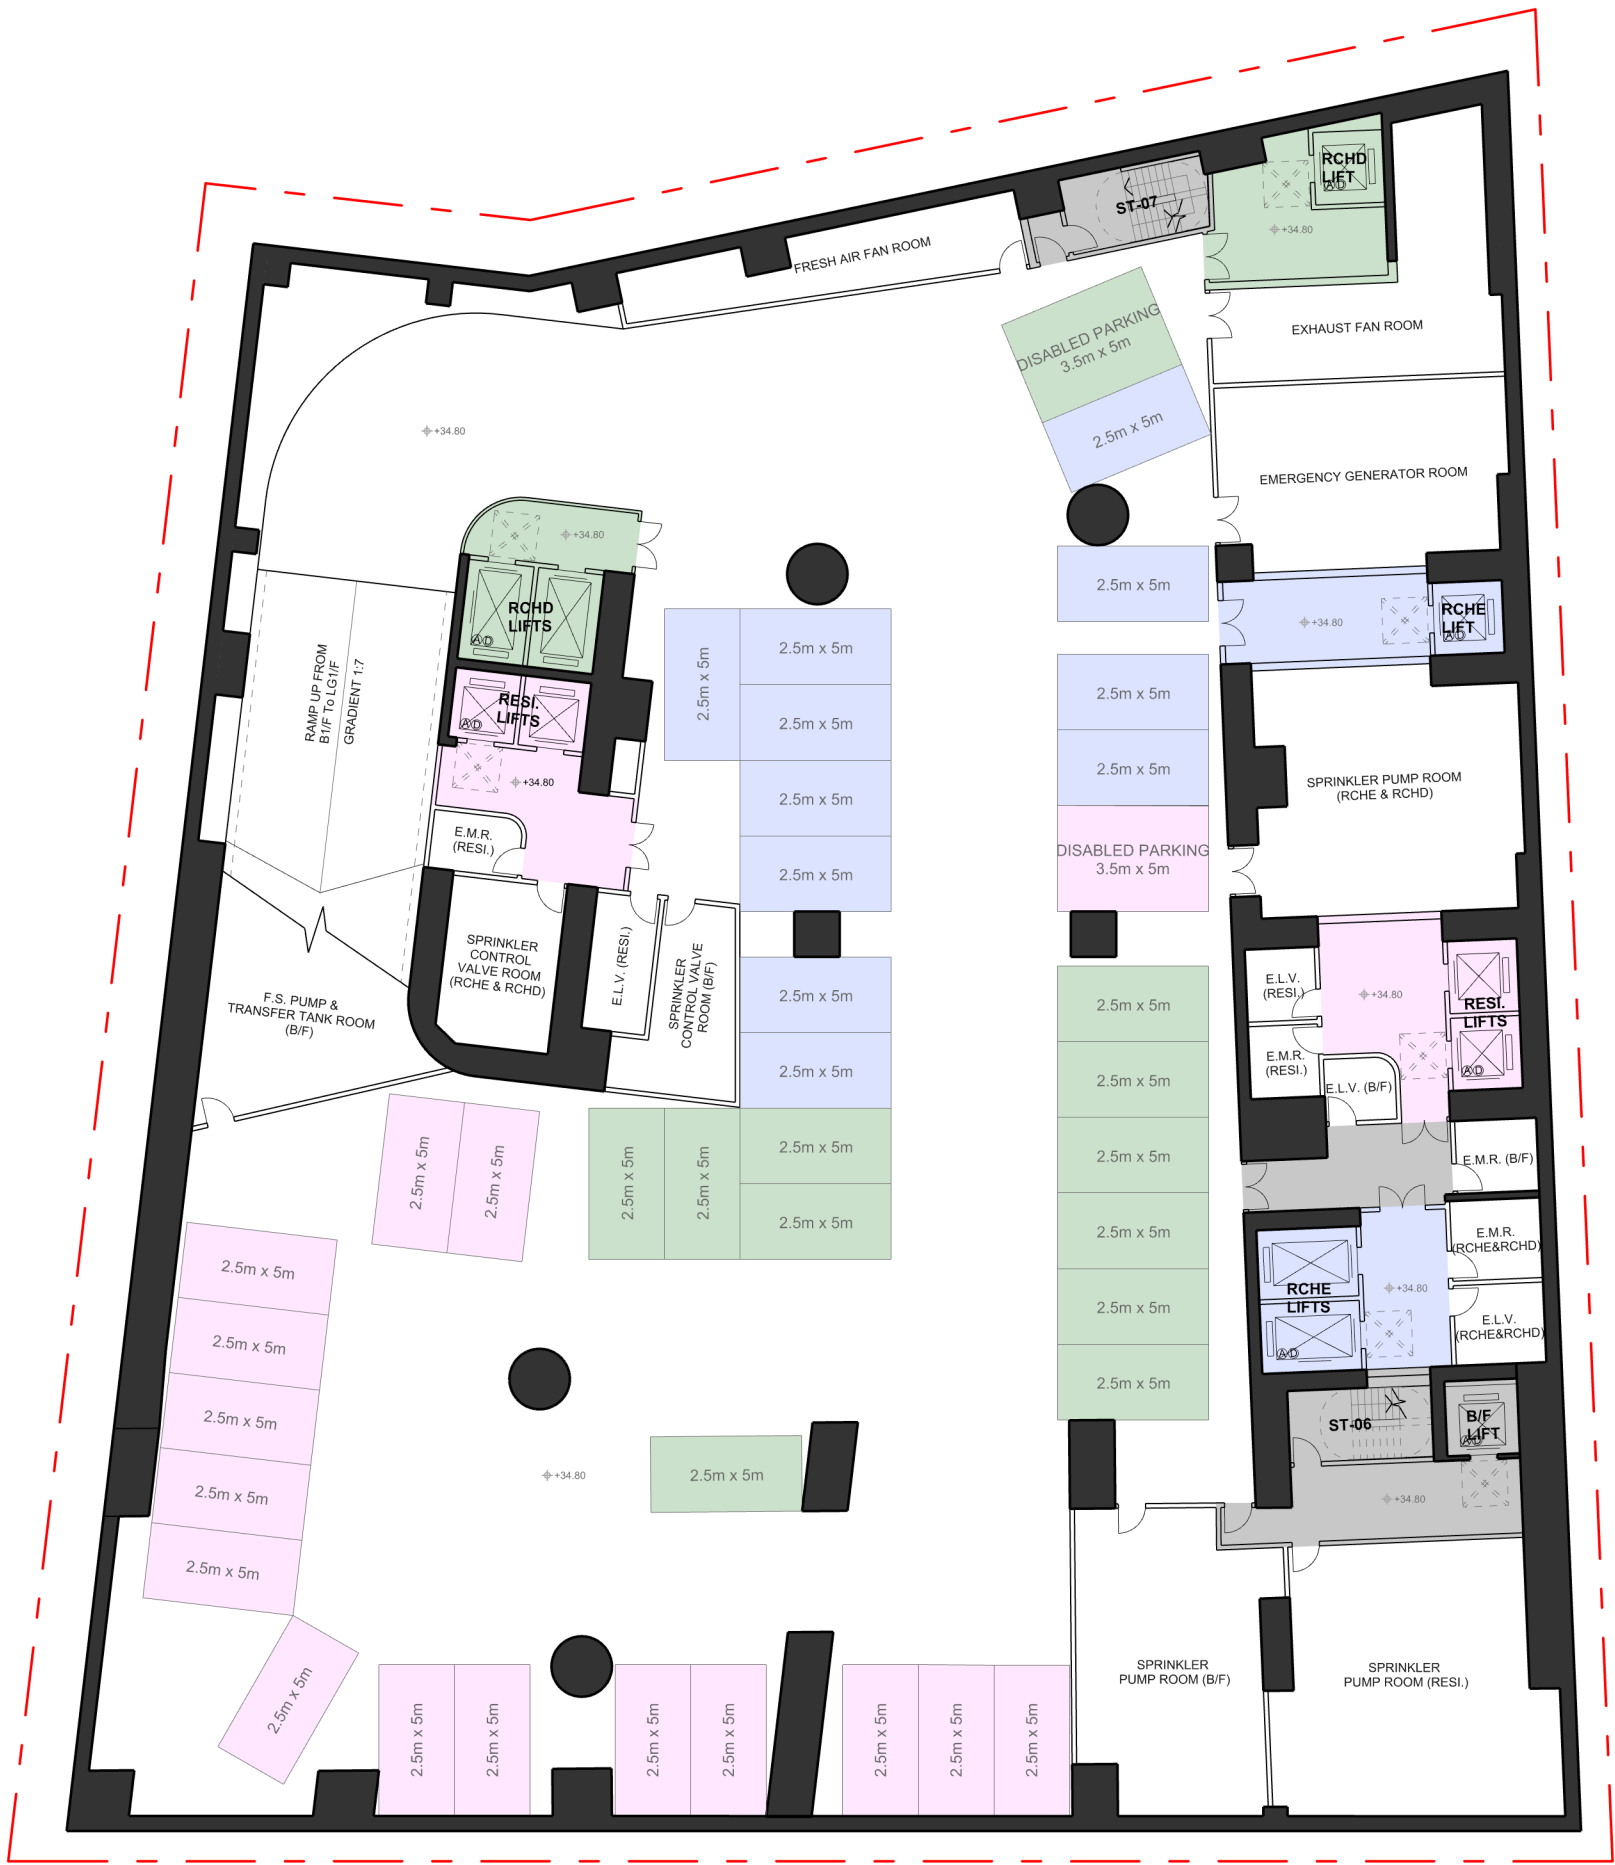 RCHD
LIFT
AD
ST-07
+34.80
FRESH AIR FAN ROOM
DISABLED PARKING
3.5m x 5m
EXHAUST FAN ROOM
2.5m x 5m
+34.80
EMERGENCY GENERATOR ROOM
+34.80
2.5m x 5m
RCHD
LIFTS
AD
RCHE
LIFT
AD
+34.80
2.5m x 5m
2.5m x 5m
2.5m x 5m
2.5m x 5m
RAMP UP FROM
B1/F To LG1/F
GRADIENT 1:7
RESI.
LIFTS
AD
2.5m x 5m
2.5m x 5m
+34.80
SPRINKLER PUMP ROOM
(RCHE & RCHD)
2.5m x 5m
E.M.R.
(RESI.)
DISABLED PARKING
3.5m x 5m
2.5m x 5m
SPRINKLER
CONTROL
VALVE ROOM
(RCHE & RCHD)
E.L.V. (RESI.)
SPRINKLER
CONTROL VALVE
ROOM (B/F)
E.L.V.
(RESI.)
+34.80
RESI.
LIFTS
AD
F.S. PUMP &
TRANSFER TANK ROOM
(B/F)
2.5m x 5m
2.5m x 5m
2.5m x 5m
2.5m x 5m
E.M.R.
(RESI.)
E.L.V. (B/F)
2.5m x 5m
2.5m x 5m
2.5m x 5m
2.5m x 5m
2.5m x 5m
2.5m x 5m
E.M.R. (B/F)
2.5m x 5m
2.5m x 5m
E.M.R.
(RCHE&RCHD)
2.5m x 5m
2.5m x 5m
RCHE
LIFTS
AD
+34.80
E.L.V.
(RCHE&RCHD)
2.5m x 5m
2.5m x 5m
2.5m x 5m
ST-06
B/F
LIFT
AD
2.5m x 5m
+34.80
2.5m x 5m
2.5m x 5m
+34.80
2.5m x 5m
2.5m x 5m
SPRINKLER
PUMP ROOM (B/F)
SPRINKLER
PUMP ROOM (RESI.)
2.5m x 5m
2.5m x 5m
2.5m x 5m
2.5m x 5m
2.5m x 5m
2.5m x 5m
2.5m x 5m